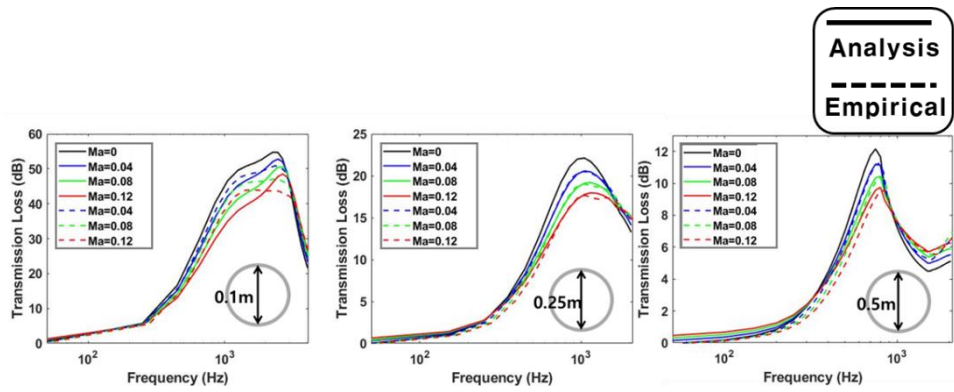 Analysis
Empirical
60
50
40
30
20
10
0
Transmission Loss (dB)
Ma=0
Ma=0.04
Ma=0.08
Ma=0.12
Ma=0.04
Ma=0.08
Ma=0.12
0.1m
10²
10³
Frequency (Hz)
25
20
15
10
5
0
Transmission Loss (dB)
Ma=0
Ma=0.04
Ma=0.08
Ma=0.12
Ma=0.04
Ma=0.08
Ma=0.12
0.25m
10²
10³
Frequency (Hz)
12
10
8
6
4
2
0
Transmission Loss (dB)
Ma=0
Ma=0.04
Ma=0.08
Ma=0.12
Ma=0.04
Ma=0.08
Ma=0.12
0.5m
10²
10³
Frequency (Hz)